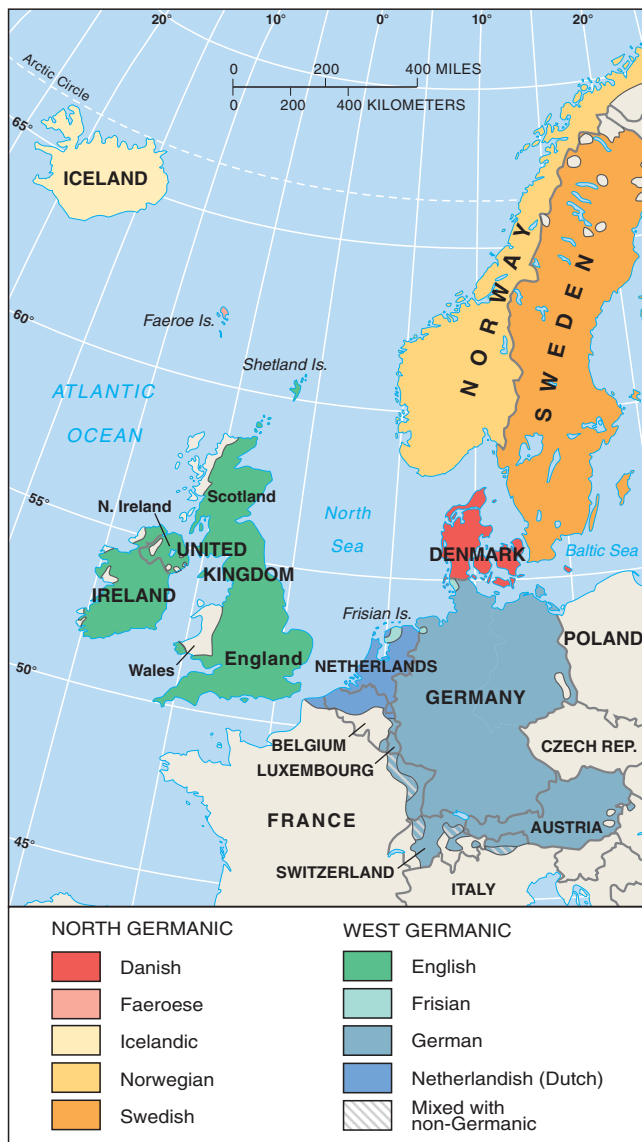 20°
10°
0°
10°
20°
Arctic Circle
0 200 400 MILES
0 200 400 KILOMETERS
65°
ICELAND
NORWAY
SWEDEN
60°
Faeroe Is.
Shetland Is.
ATLANTIC
OCEAN
55°
Scotland
N. Ireland
UNITED
KINGDOM
IRELAND
North
Sea
DENMARK
Baltic Sea
Frisian Is.
Wales
England
NETHERLANDS
POLAND
50°
GERMANY
BELGIUM
LUXEMBOURG
CZECH REP.
FRANCE
AUSTRIA
45°
SWITZERLAND
ITALY
NORTH GERMANIC
Danish
Faeroese
Icelandic
Norwegian
Swedish
WEST GERMANIC
English
Frisian
German
Netherlandish (Dutch)
Mixed with
non-Germanic